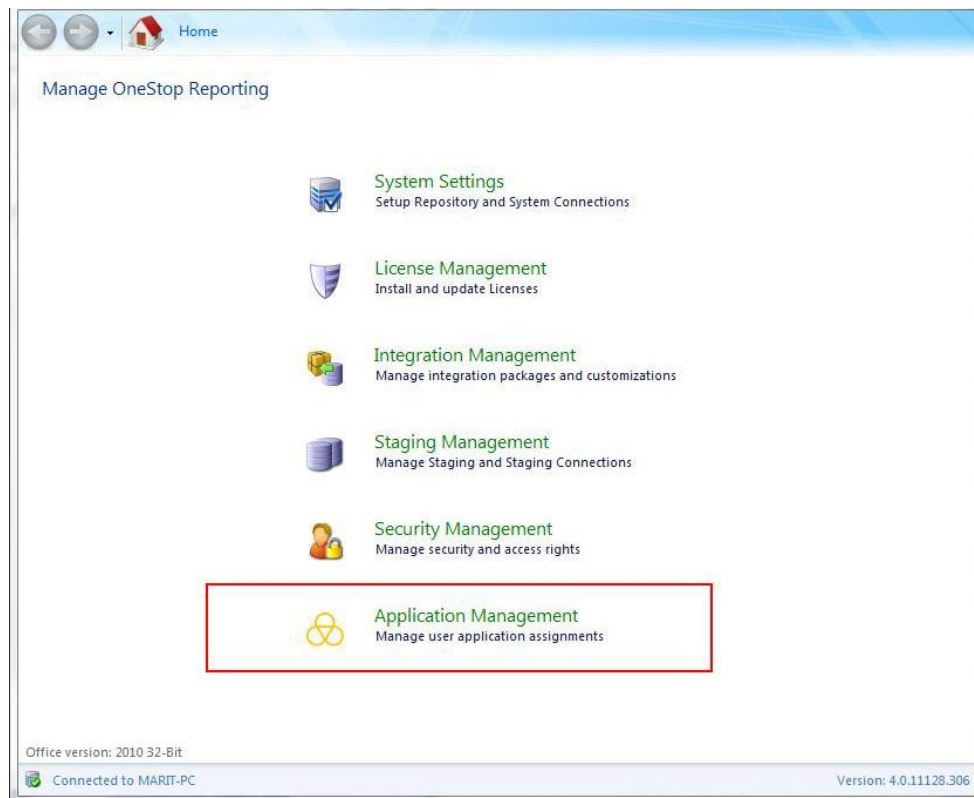 Home
Manage OneStop Reporting
System Settings
Setup Repository and System Connections
License Management
Install and update Licenses
Integration Management
Manage integration packages and customizations
Staging Management
Manage Staging and Staging Connections
Security Management
Manage security and access rights
Application Management
Manage user application assignments
Office version: 2010 32-Bit
Connected to MARIT-PC
Version: 4.0.11128.306